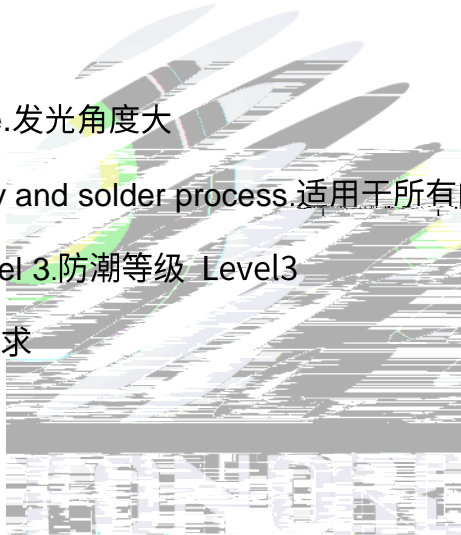 .发光角度大
y and solder process.适用于所有
el 3.防潮等级 Level3
求